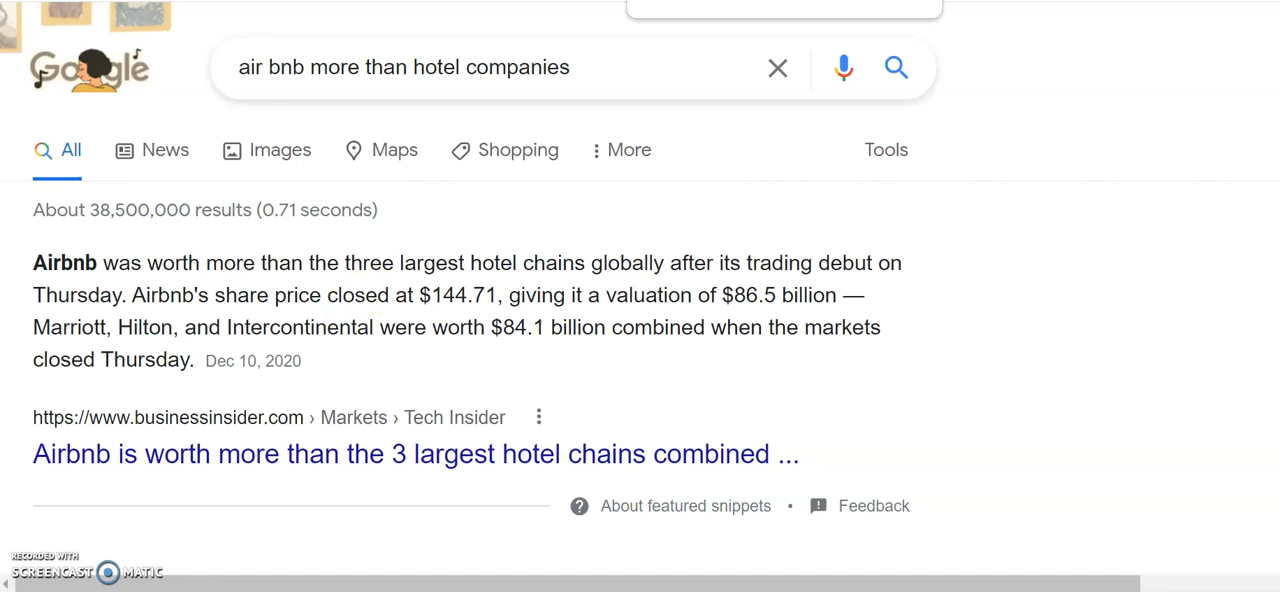 Google
air bnb more than hotel companies
All News Images Maps Shopping More Tools
About 38,500,000 results (0.71 seconds)
Airbnb was worth more than the three largest hotel chains globally after its trading debut on
Thursday. Airbnb's share price closed at $144.71, giving it a valuation of $86.5 billion —
Marriott, Hilton, and Intercontinental were worth $84.1 billion combined when the markets
closed Thursday. Dec 10, 2020
https://www.businessinsider.com › Markets › Tech Insider
Airbnb is worth more than the 3 largest hotel chains combined ...
About featured snippets • Feedback
RECORDED WITH
SCREENCAST MATIC